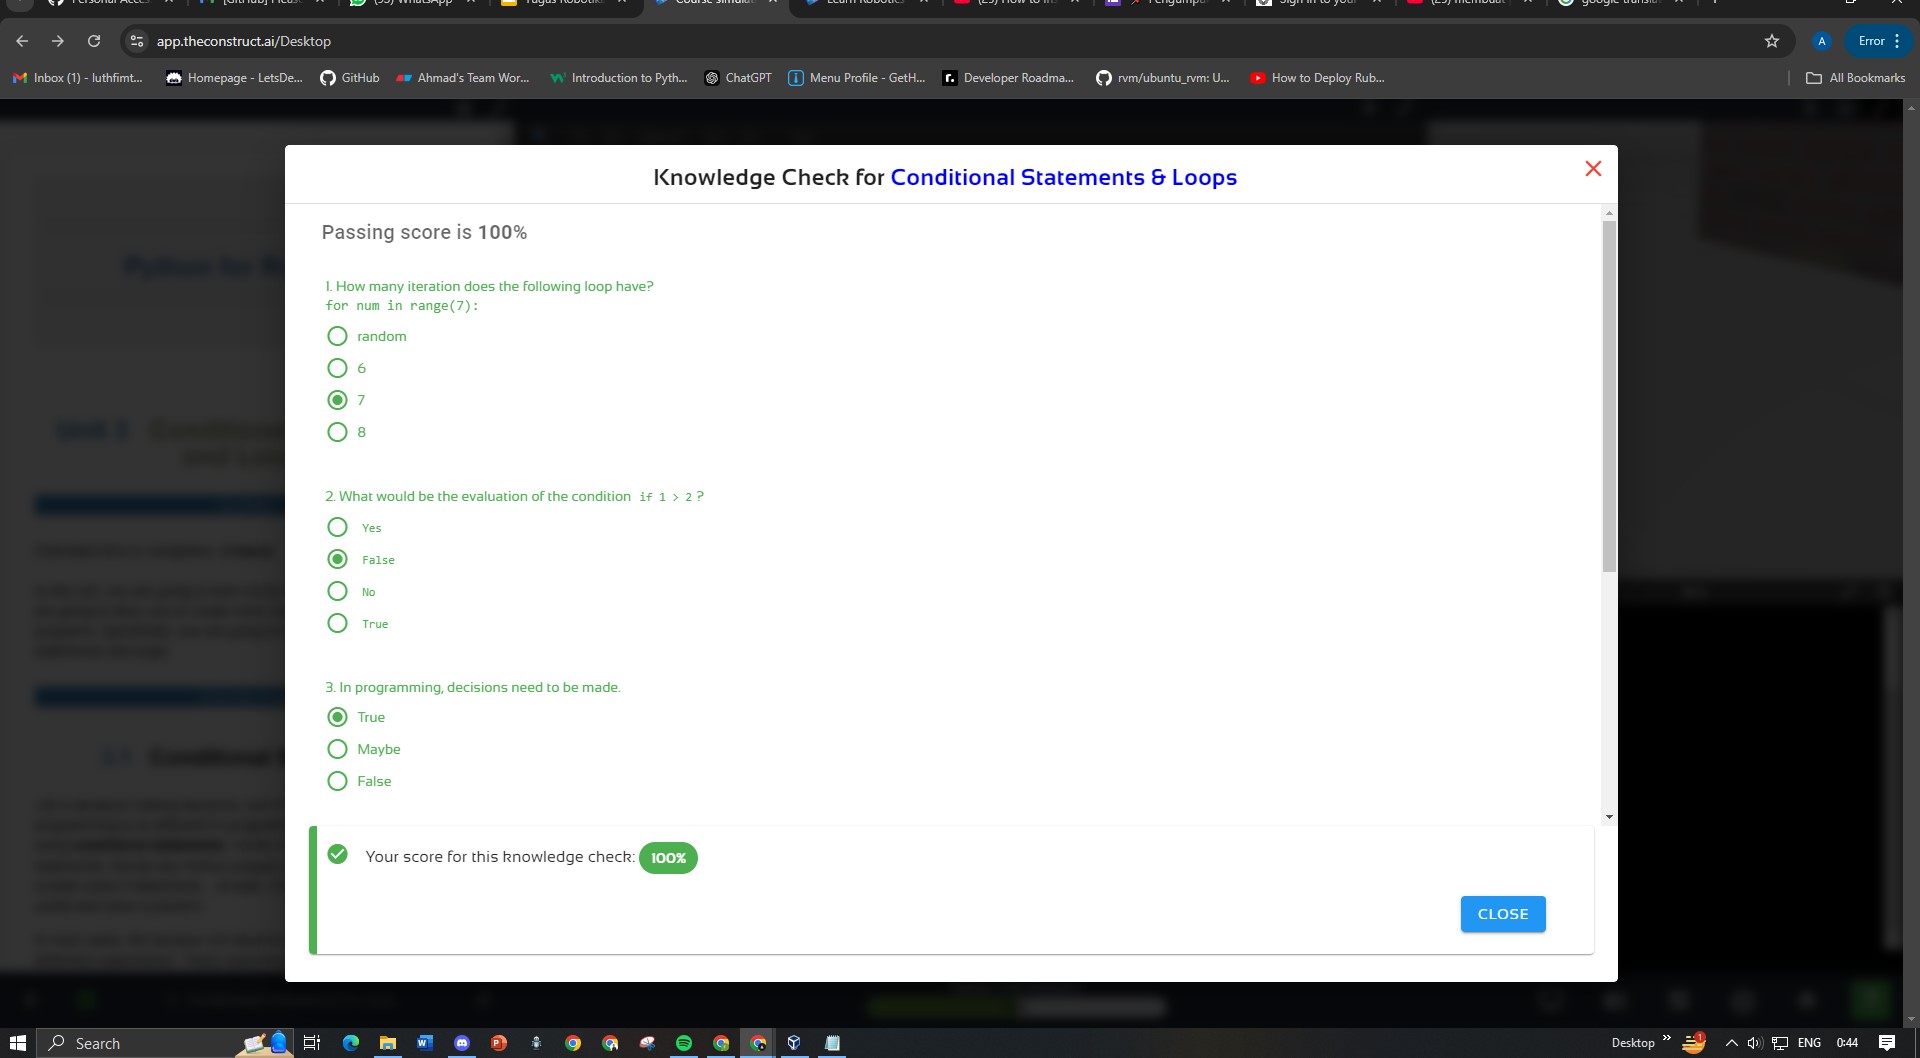 app.theconstruct.ai/Desktop
A
Error
Inbox (1) - luthfimt...
Homepage - LetsDe...
GitHub
Ahmad's Team Wor...
Introduction to Pyth...
ChatGPT
Menu Profile - GetH...
Developer Roadma...
rvm/ubuntu_rvm: U...
How to Deploy Rub...
All Bookmarks
Knowledge Check for Conditional Statements & Loops
Passing score is 100%
1. How many iteration does the following loop have?
for num in range(7):
random
6
7
8
2. What would be the evaluation of the condition if 1 > 2 ?
Yes
False
No
True
3. In programming, decisions need to be made.
True
Maybe
False
Your score for this knowledge check: 100%
CLOSE
Search
Desktop
1
ENG
0:44